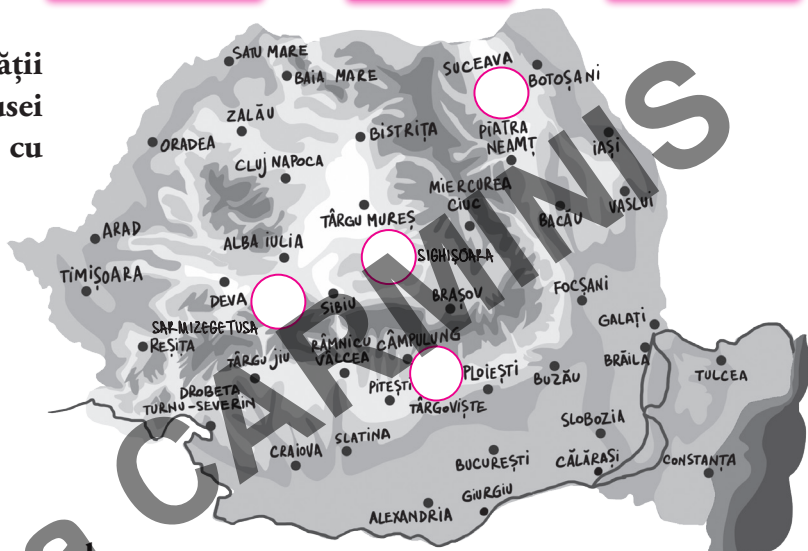 ății
usei
cu
SATU MARE
BAIA MARE
SUCEAVA
BOTOȘANI
ZALĂU
ORADEA
BISTRIȚA
PIATRA
NEAMȚ
IAȘI
CLUJ NAPOCA
MIERCUREA
CIUC
TÂRGU MUREȘ
BACĂU
VASLUI
ARAD
ALBA IULIA
SIGHIȘOARA
TIMIȘOARA
DEVA
SIBIU
BRAȘOV
FOCȘANI
SARMIZEGETUSA
REȘIȚA
GALAȚI
TÂRGU JIU
RÂMNICU
VÂLCEA
CÂMPULUNG
BRĂILA
TULCEA
DROBETA
TURNU-SEVERIN
PITEȘTI
PLOIEȘTI
BUZĂU
TÂRGOVIȘTE
SLOBOZIA
CRAIOVA
SLATINA
BUCUREȘTI
CĂLĂRAȘI
CONSTANȚA
ALEXANDRIA
GIURGIU
a CARMINIS